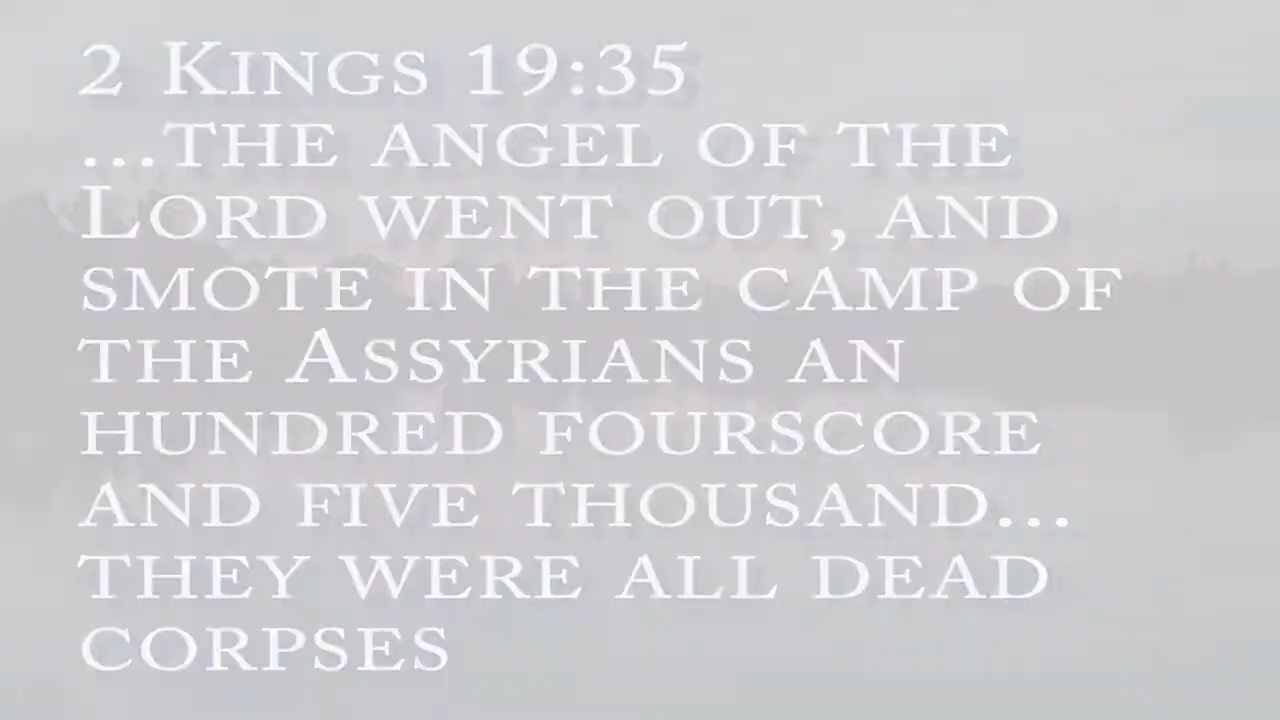 2 Kings 19:35
...the angel of the
Lord went out, and
smote in the camp of
the Assyrians an
hundred fourscore
and five thousand...
they were all dead
corpses